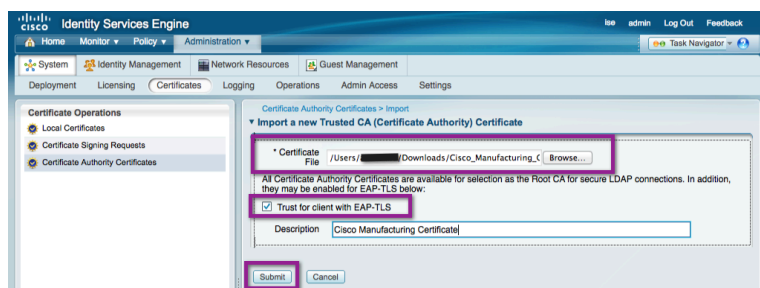 CISCO Identity Services Engine
ise admin Log Out Feedback
Home Monitor Policy Administration
Task Navigator
System Identity Management Network Resources Guest Management
Deployment Licensing Certificates Logging Operations Admin Access Settings
Certificate Operations
Local Certificates
Certificate Signing Requests
Certificate Authority Certificates
Certificate Authority Certificates > Import
Import a new Trusted CA (Certificate Authority) Certificate
* Certificate
File
/Users/ /Downloads/Cisco_Manufacturing_C Browse...
All Certificate Authority Certificates are available for selection as the Root CA for secure LDAP connections. In addition,
they may be enabled for EAP-TLS below:
Trust for client with EAP-TLS
Description Cisco Manufacturing Certificate
Submit Cancel